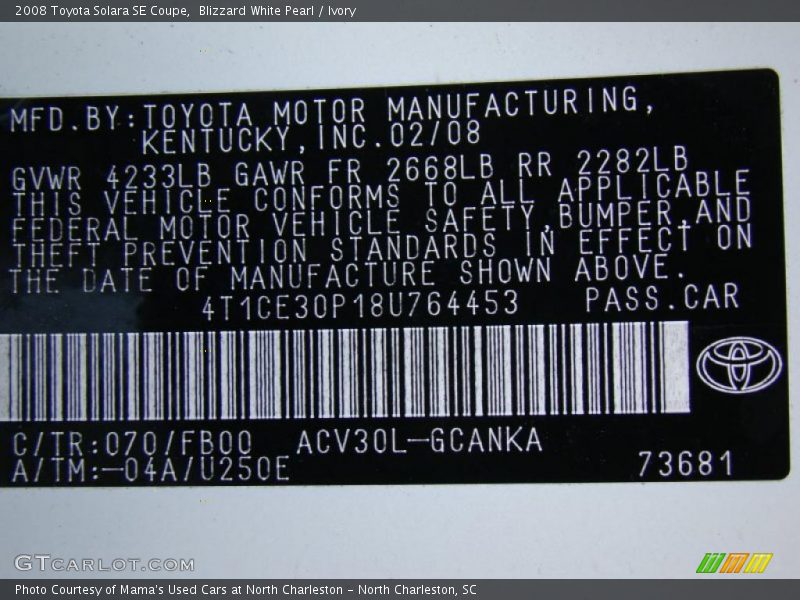 2008 Toyota Solara SE Coupe,  Blizzard White Pearl / Ivory
MFD.BY:TOYOTA MOTOR MANUFACTURING,
KENTUCKY,INC.02/08
GVWR 4233LB GAWR FR 2668LB RR 2282LB
THIS VEHICLE CONFORMS TO ALL APPLICABLE
FEDERAL MOTOR VEHICLE SAFETY,BUMPER,AND
THEFT PREVENTION STANDARDS IN EFFECT ON
THE DATE OF MANUFACTURE SHOWN ABOVE.
4T1CE30P18U764453 PASS.CAR
C/TR:070/FB00 ACV30L-GCANKA
A/TM:-04A/U250E
73681
GTCARLOT.COM
Photo Courtesy of Mama's Used Cars at North Charleston - North Charleston, SC